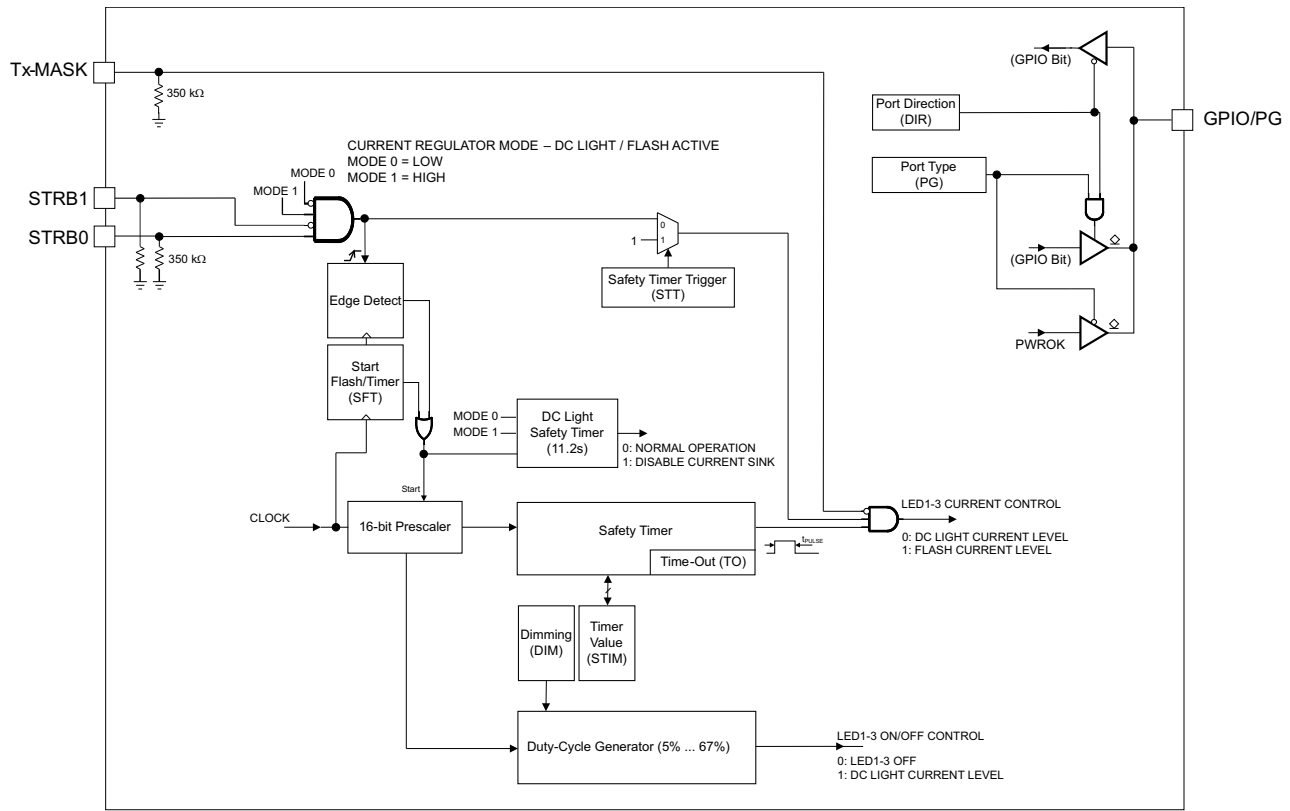 Tx-MASK
350 kΩ
(GPIO Bit)
Port Direction
(DIR)
GPIO/PG
Port Type
(PG)
(GPIO Bit)
PWROK
CURRENT REGULATOR MODE – DC LIGHT / FLASH ACTIVE
MODE 0 = LOW
MODE 1 = HIGH
MODE 0
MODE 1
STRB1
STRB0
350 kΩ
0
1
1
Safety Timer Trigger
(STT)
Edge Detect
Start
Flash/Timer
(SFT)
MODE 0
MODE 1
DC Light
Safety Timer
(11.2s)
0: NORMAL OPERATION
1: DISABLE CURRENT SINK
Start
CLOCK
16-bit Prescaler
Safety Timer
Time-Out (TO)
tPULSE
LED1-3 CURRENT CONTROL
0: DC LIGHT CURRENT LEVEL
1: FLASH CURRENT LEVEL
Dimming
(DIM)
Timer
Value
(STIM)
Duty-Cycle Generator (5% ... 67%)
LED1-3 ON/OFF CONTROL
0: LED1-3 OFF
1: DC LIGHT CURRENT LEVEL